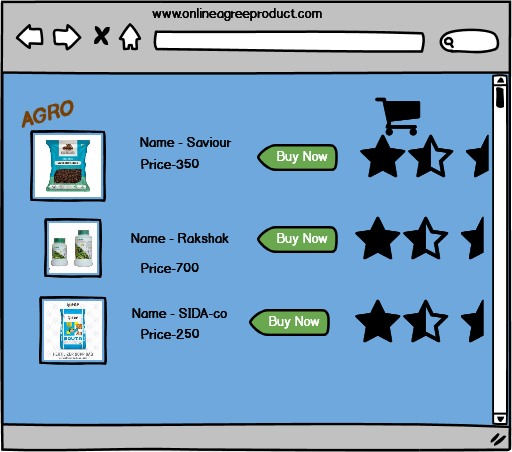 www.onlineagreeproduct.com
AGRO
Name - Saviour
Price-350
Buy Now
Name - Rakshak
Price-700
Buy Now
Name - SIDA-co
Price-250
Buy Now